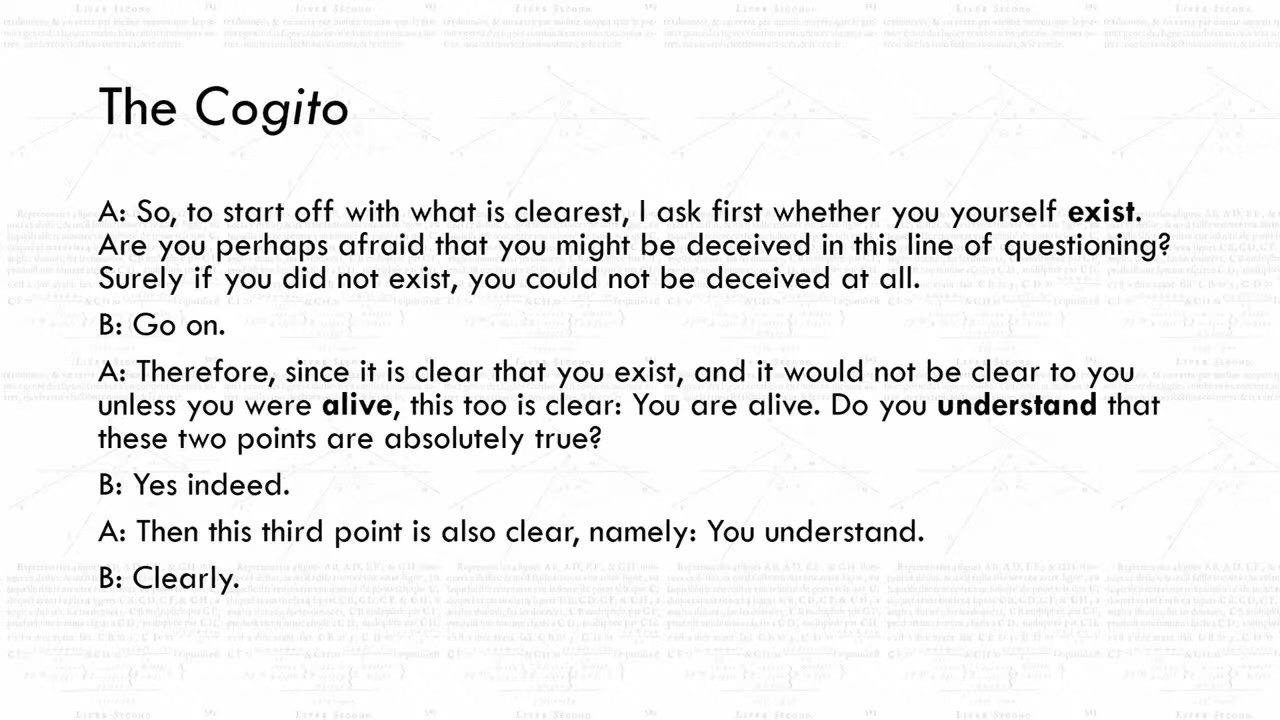 The Cogito
A: So, to start off with what is clearest, I ask first whether you yourself exist.
Are you perhaps afraid that you might be deceived in this line of questioning?
Surely if you did not exist, you could not be deceived at all.
B: Go on.
A: Therefore, since it is clear that you exist, and it would not be clear to you
unless you were alive, this too is clear: You are alive. Do you understand that
these two points are absolutely true?
B: Yes indeed.
A: Then this third point is also clear, namely: You understand.
B: Clearly.